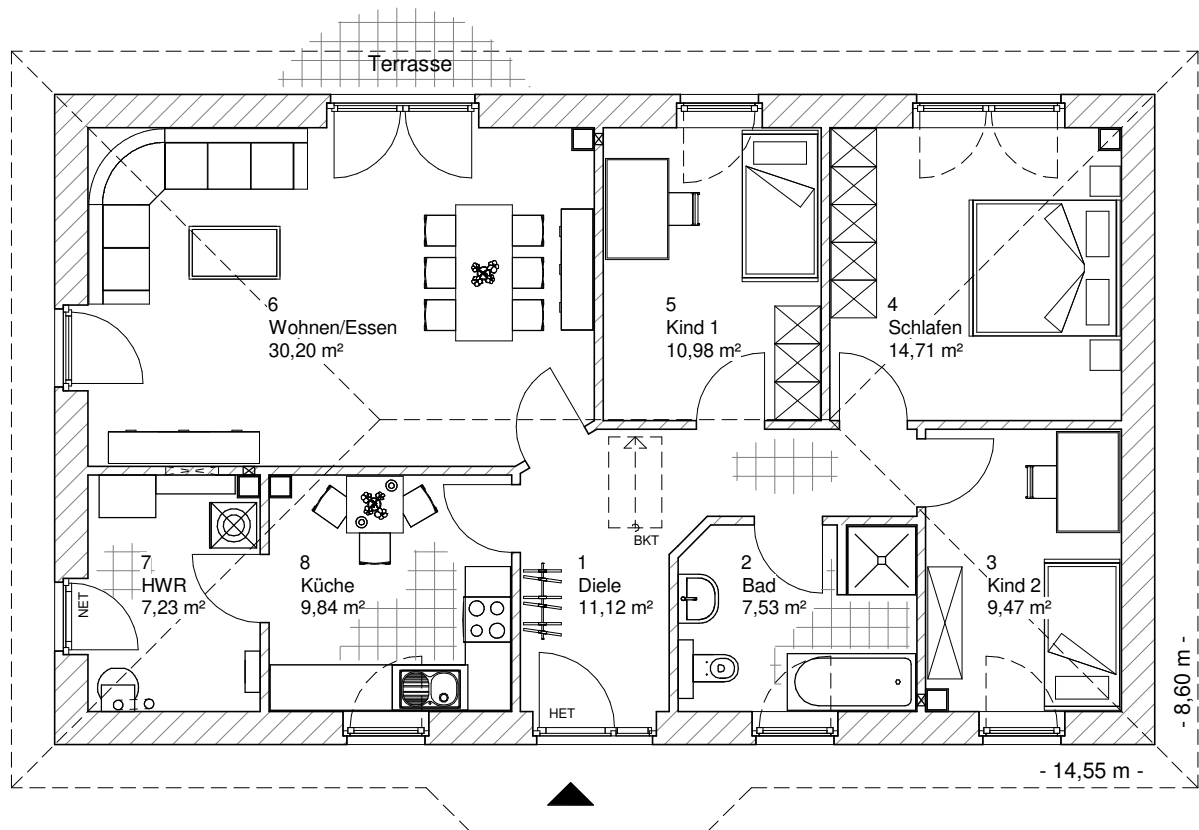 Terrasse
6
Wohnen/Essen
30,20 m²
5
Kind 1
10,98 m²
4
Schlafen
14,71 m²
7
HWR
7,23 m²
8
Küche
9,84 m²
1
Diele
11,12 m²
2
Bad
7,53 m²
3
Kind 2
9,47 m²
BKT
NET
HET
- 8,60 m -
- 14,55 m -